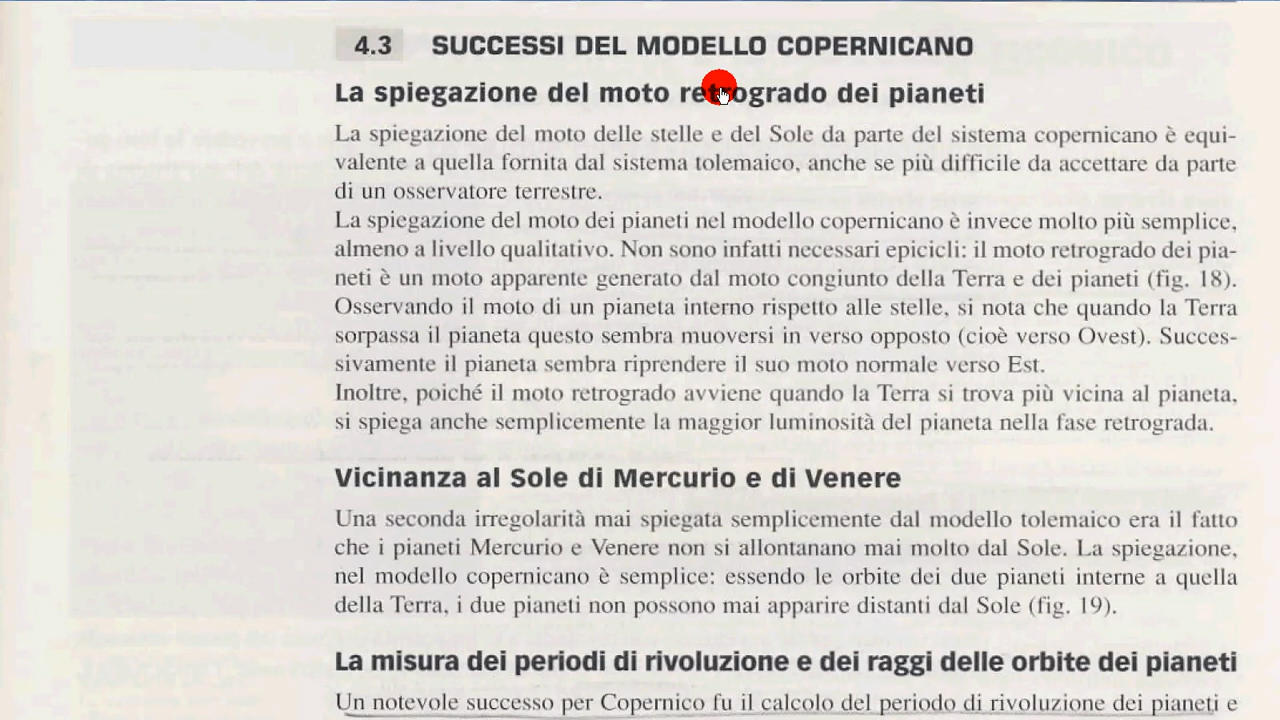 4.3 SUCCESSI DEL MODELLO COPERNICANO
La spiegazione del moto retrogrado dei pianeti
La spiegazione del moto delle stelle e del Sole da parte del sistema copernicano è equi-
valente a quella fornita dal sistema tolemaico, anche se più difficile da accettare da parte
di un osservatore terrestre.
La spiegazione del moto dei pianeti nel modello copernicano è invece molto più semplice,
almeno a livello qualitativo. Non sono infatti necessari epicicli: il moto retrogrado dei pia-
neti è un moto apparente generato dal moto congiunto della Terra e dei pianeti (fig. 18).
Osservando il moto di un pianeta interno rispetto alle stelle, si nota che quando la Terra
sorpassa il pianeta questo sembra muoversi in verso opposto (cioè verso Ovest). Succes-
sivamente il pianeta sembra riprendere il suo moto normale verso Est.
Inoltre, poiché il moto retrogrado avviene quando la Terra si trova più vicina al pianeta,
si spiega anche semplicemente la maggior luminosità del pianeta nella fase retrograda.
Vicinanza al Sole di Mercurio e di Venere
Una seconda irregolarità mai spiegata semplicemente dal modello tolemaico era il fatto
che i pianeti Mercurio e Venere non si allontanano mai molto dal Sole. La spiegazione,
nel modello copernicano è semplice: essendo le orbite dei due pianeti interne a quella
della Terra, i due pianeti non possono mai apparire distanti dal Sole (fig. 19).
La misura dei periodi di rivoluzione e dei raggi delle orbite dei pianeti
Un notevole successo per Copernico fu il calcolo del periodo di rivoluzione dei pianeti e